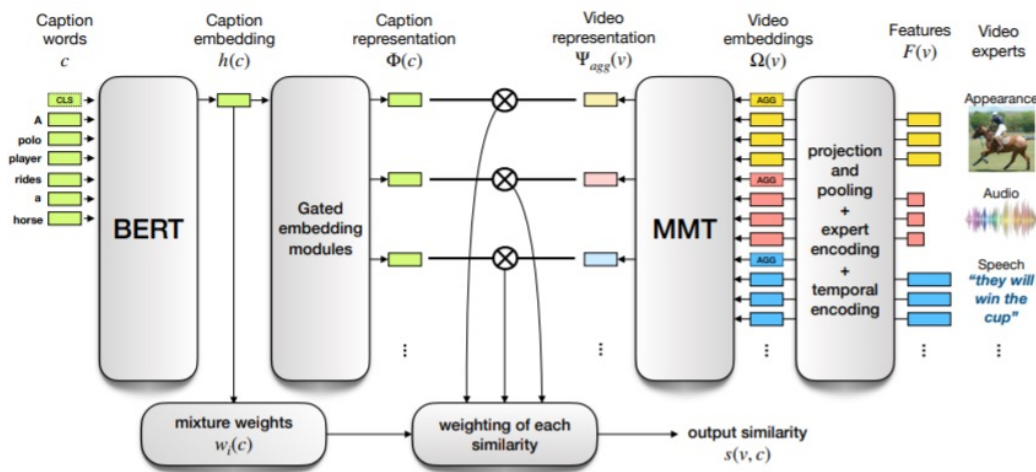 Caption words c
Caption embedding h(c)
Caption representation Φ(c)
Video representation Ψagg(v)
Video embeddings Ω(v)
Features F(v)
Video experts
CLS
A
polo
player
rides
a
horse
BERT
Gated embedding modules
MMT
AGG
AGG
AGG
projection and pooling + expert encoding + temporal encoding
Appearance
Audio
Speech
"they will win the cup"
...
...
...
...
...
mixture weights wi(c)
weighting of each similarity
output similarity s(v, c)